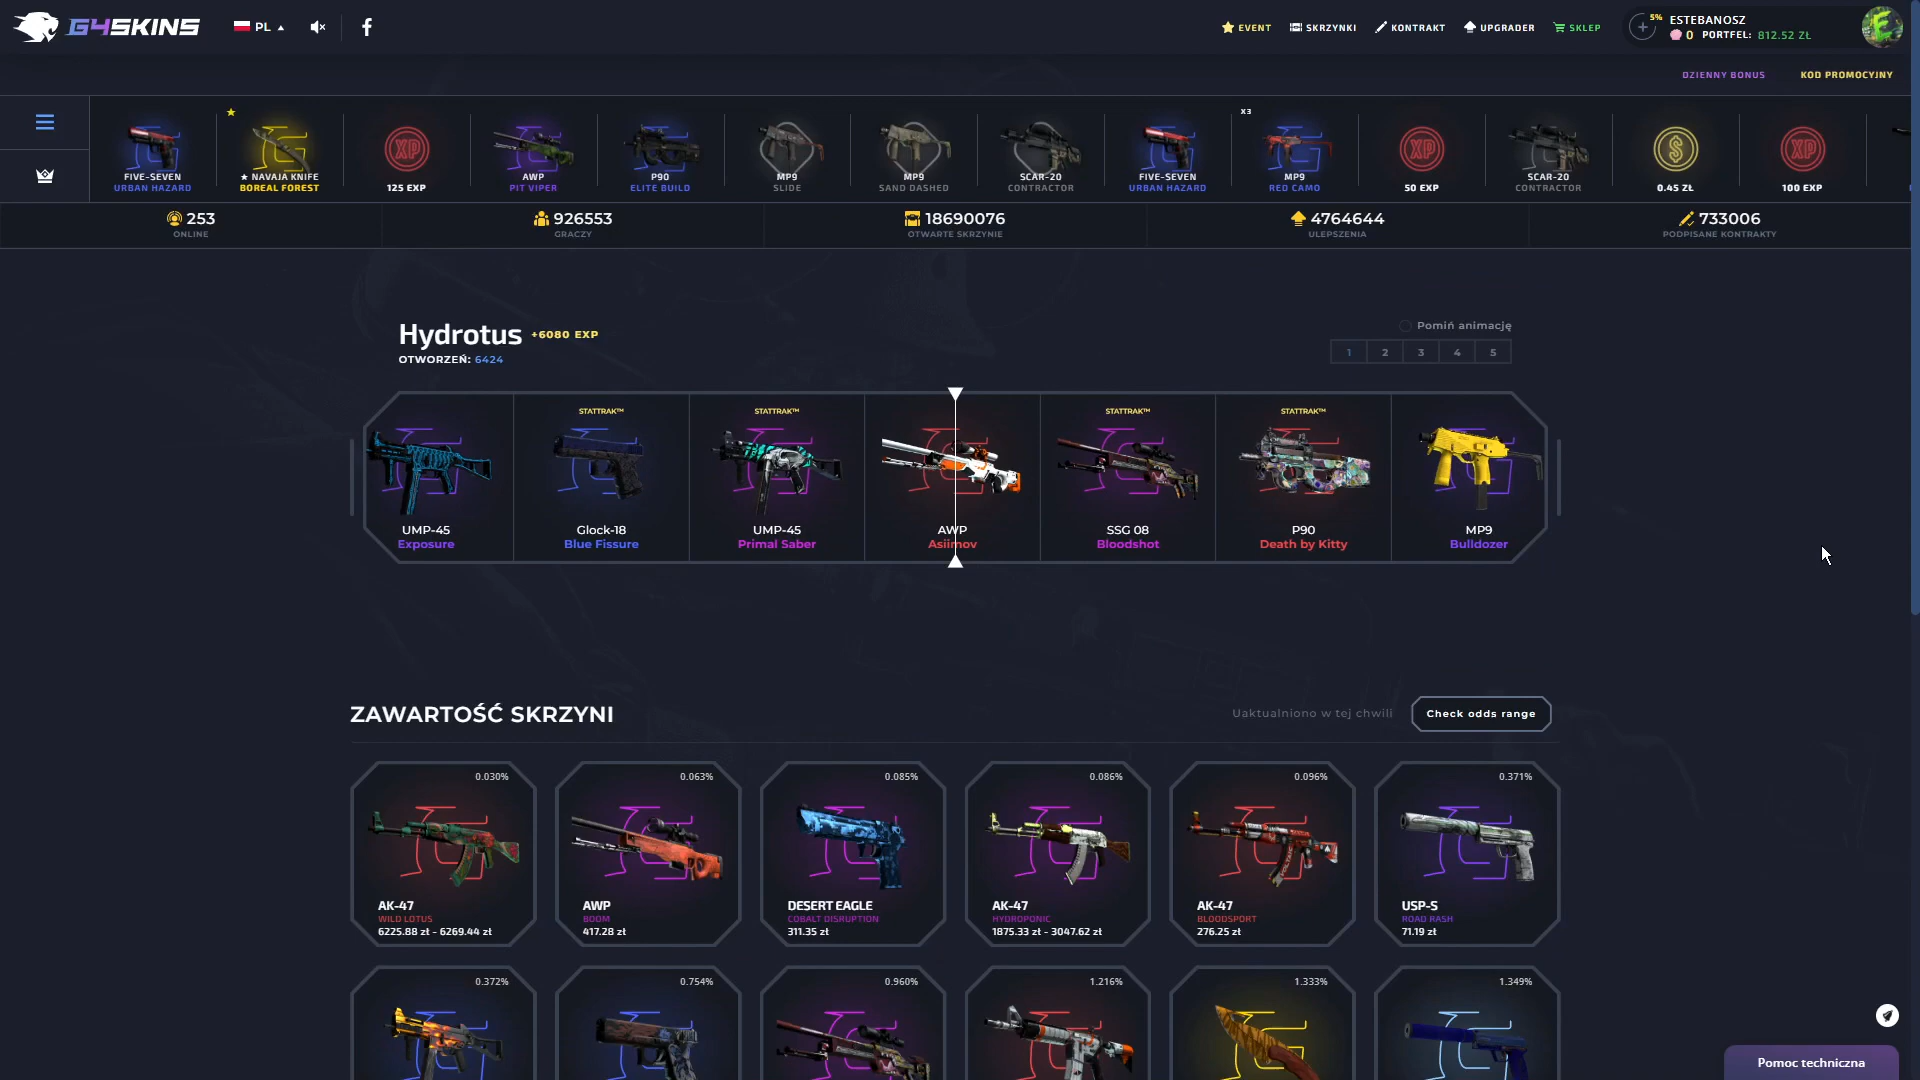 G4SKINS
PL
EVENT
SKRZYNKI
KONTRAKT
UPGRADER
SKLEP
5%
ESTEBANOSZ
0 PORTFEL: 812.52 ZŁ
DZIENNY BONUS
KOD PROMOCYJNY
FIVE-SEVEN
URBAN HAZARD
★ NAVAJA KNIFE
BOREAL FOREST
XP
125 EXP
AWP
PIT VIPER
P90
ELITE BUILD
MP9
SLIDE
MP9
SAND DASHED
SCAR-20
CONTRACTOR
FIVE-SEVEN
URBAN HAZARD
X3
MP9
RED CAMO
XP
50 EXP
SCAR-20
CONTRACTOR
$
0.45 ZŁ
XP
100 EXP
253
ONLINE
926553
GRACZY
18690076
OTWARTE SKRZYNIE
4764644
ULEPSZENIA
733006
PODPISANE KONTRAKTY
Hydrotus +6080 EXP
OTWORZEŃ: 6424
Pomiń animację
1 2 3 4 5
UMP-45
Exposure
STATTRAK™
Glock-18
Blue Fissure
STATTRAK™
UMP-45
Primal Saber
AWP
Asiimov
STATTRAK™
SSG 08
Bloodshot
STATTRAK™
P90
Death by Kitty
MP9
Bulldozer
ZAWARTOŚĆ SKRZYNI
Uaktualniono w tej chwili
Check odds range
0.030%
AK-47
WILD LOTUS
6225.88 zł - 6269.44 zł
0.063%
AWP
BOOM
417.28 zł
0.085%
DESERT EAGLE
COBALT DISRUPTION
311.35 zł
0.086%
AK-47
HYDROPONIC
1875.33 zł - 3047.62 zł
0.096%
AK-47
BLOODSPORT
276.25 zł
0.371%
USP-S
ROAD RASH
71.19 zł
0.372%
0.754%
0.960%
1.216%
1.333%
1.349%
Pomoc techniczna